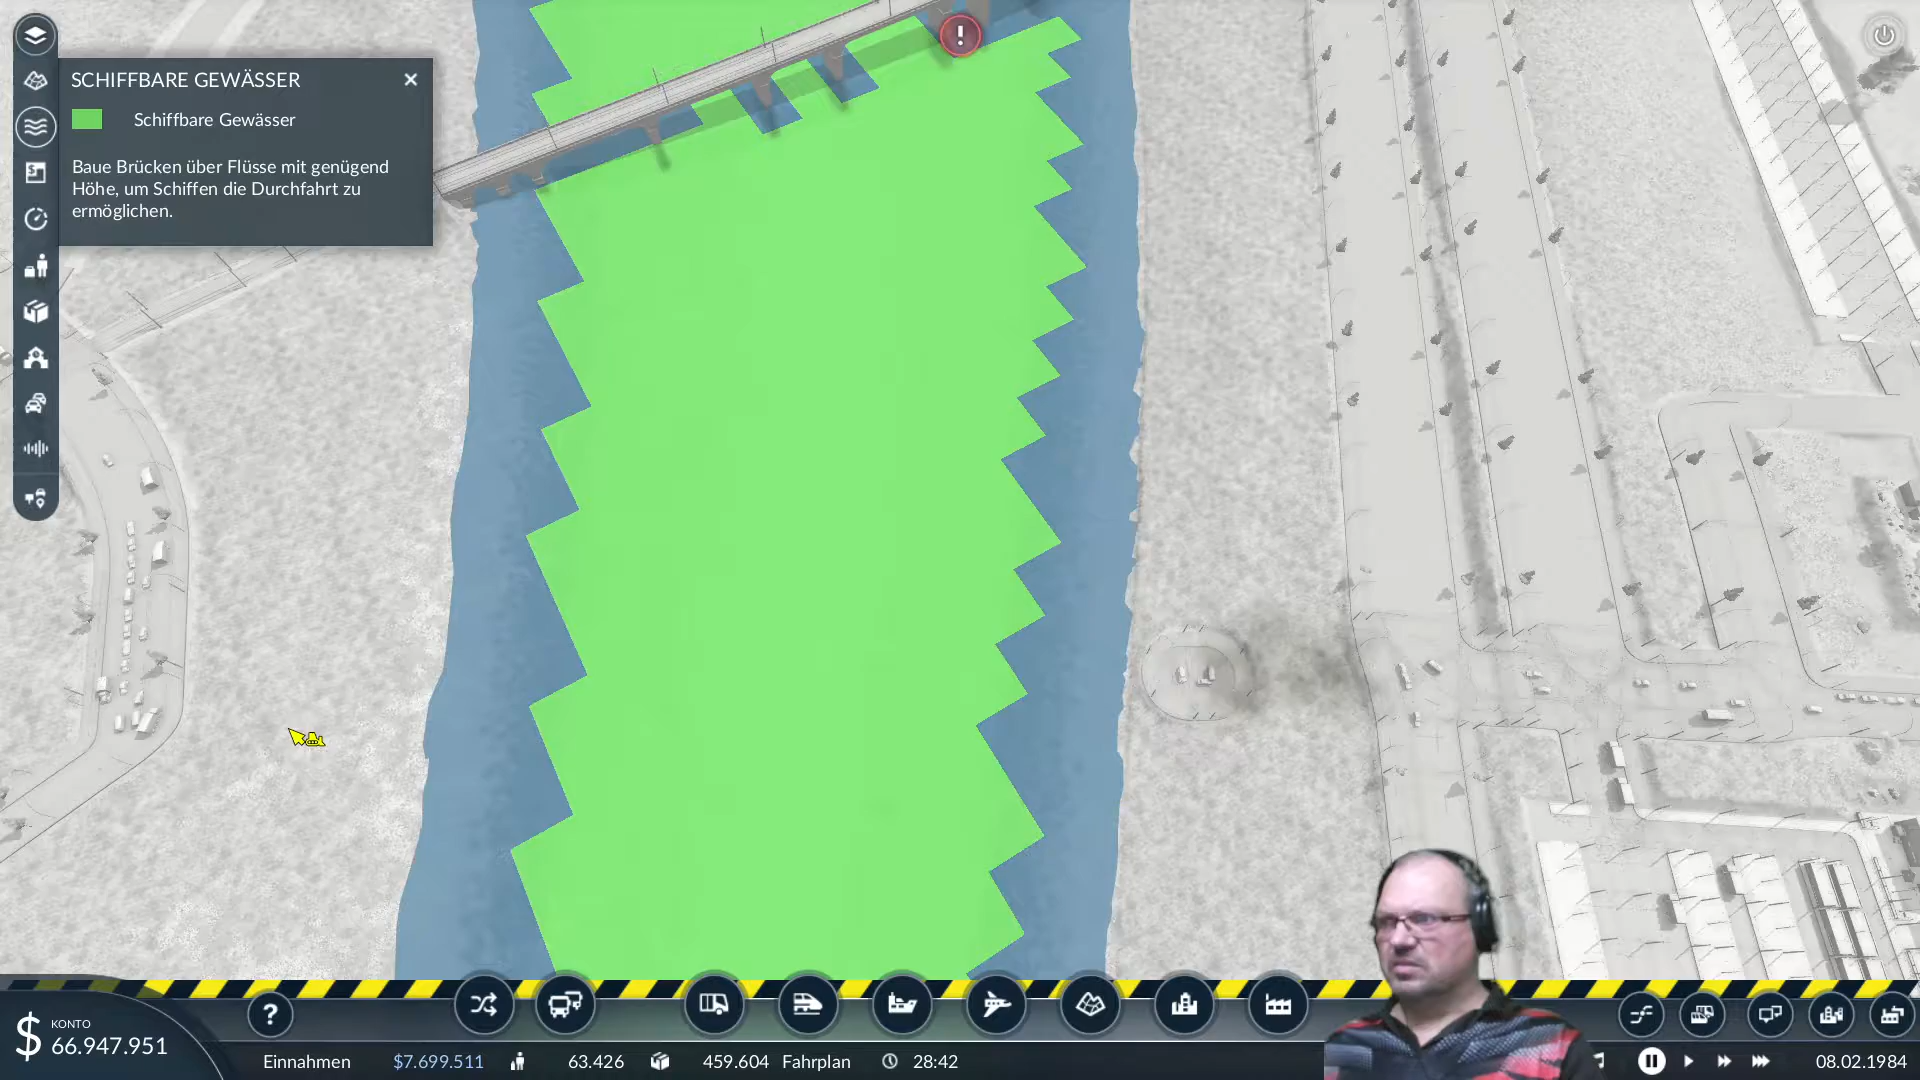 SCHIFFBARE GEWÄSSER
Schiffbare Gewässer
Baue Brücken über Flüsse mit genügend
Höhe, um Schiffen die Durchfahrt zu
ermöglichen.
!
?
$ KONTO
66.947.951
Einnahmen $7.699.511 63.426 459.604 Fahrplan 28:42 08.02.1984